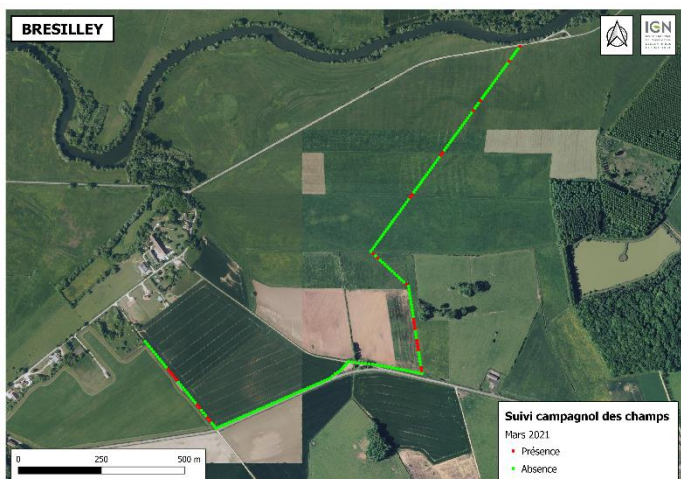 BRESILLEY
IGN
Suivi campagnol des champs
Mars 2021
Présence
Absence
0 250 500 m